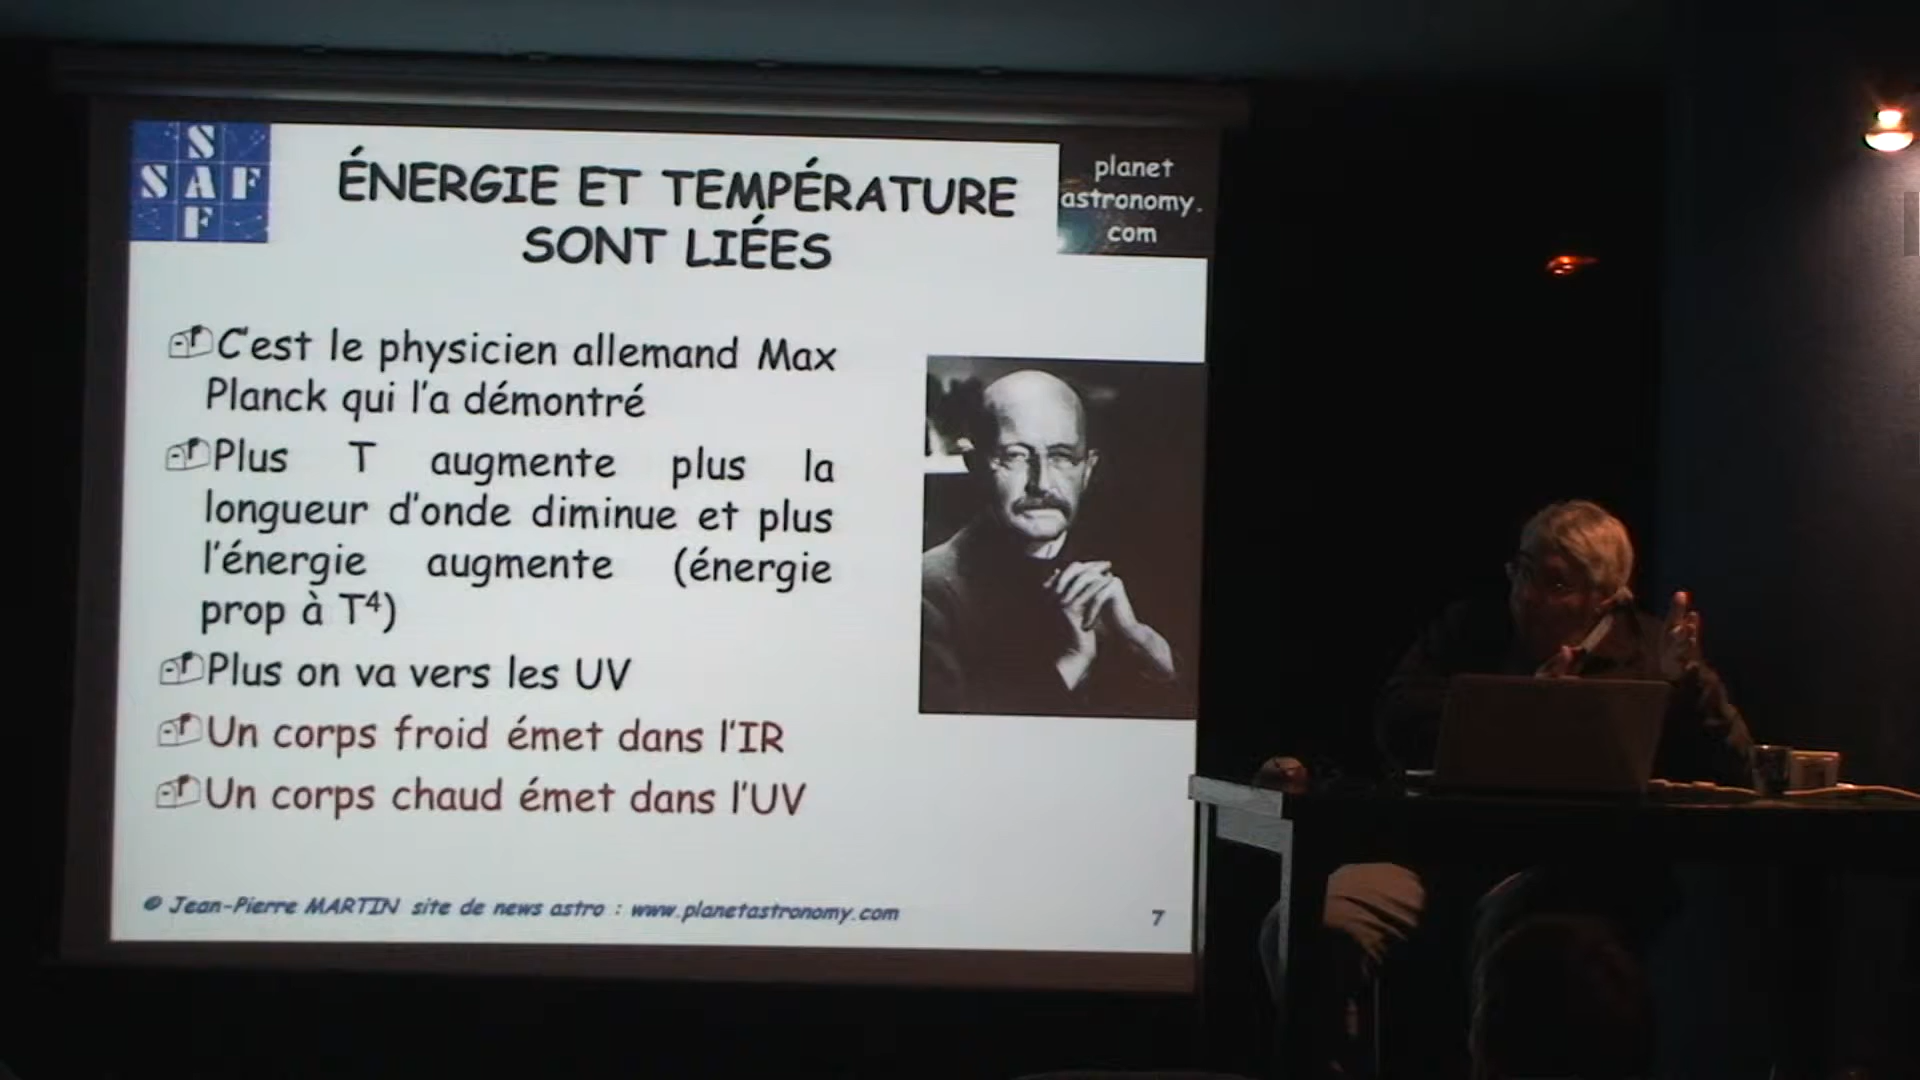 S
SAF
F
planet
astronomy.
com
ÉNERGIE ET TEMPÉRATURE
SONT LIÉES
C'est le physicien allemand Max
Planck qui l'a démontré
Plus T augmente plus la
longueur d'onde diminue et plus
l'énergie augmente (énergie
prop à T⁴)
Plus on va vers les UV
Un corps froid émet dans l'IR
Un corps chaud émet dans l'UV
© Jean-Pierre MARTIN site de news astro : www.planetastronomy.com
7